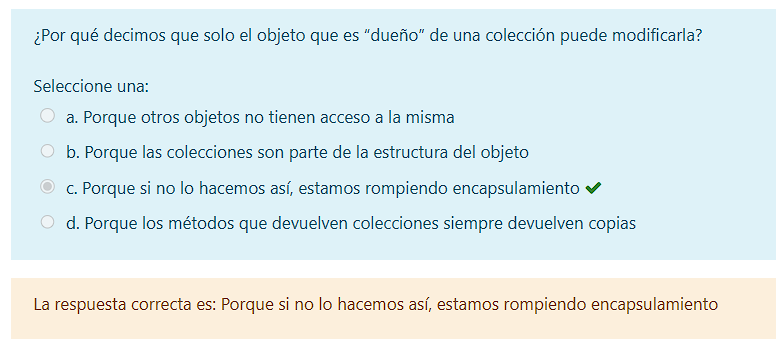 ¿Por qué decimos que solo el objeto que es “dueño” de una colección puede modificarla?
Seleccione una:
a. Porque otros objetos no tienen acceso a la misma
b. Porque las colecciones son parte de la estructura del objeto
c. Porque si no lo hacemos así, estamos rompiendo encapsulamiento
d. Porque los métodos que devuelven colecciones siempre devuelven copias
La respuesta correcta es: Porque si no lo hacemos así, estamos rompiendo encapsulamiento